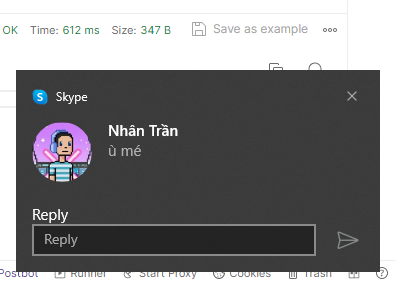 OK Time: 612 ms Size: 347 B Save as example
Skype
Nhân Trần
ù mé
Reply
Reply
Postbot Runner Start Proxy Cookies Trash